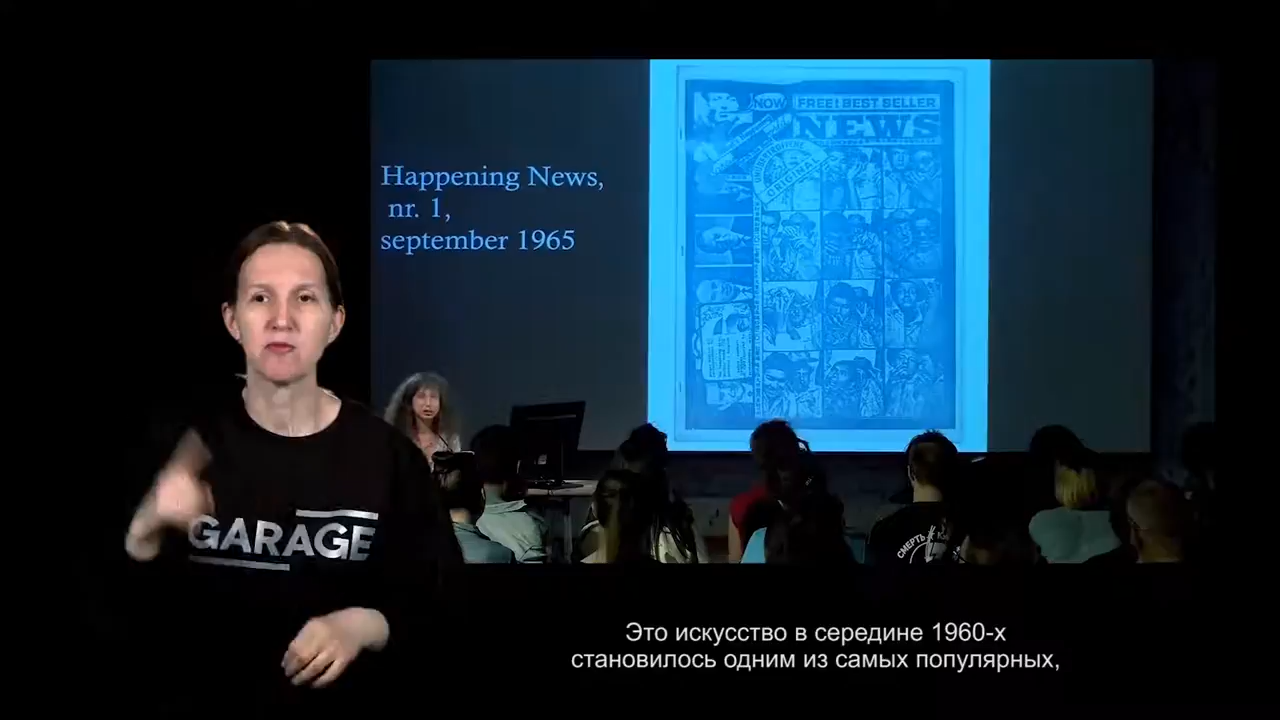 Happening News,
nr. 1,
september 1965
NOW
FREE! BEST SELLER
NEWS
ORIGINAL
GARAGE
СМЕРТЬ
Это искусство в середине 1960-х
становилось одним из самых популярных,